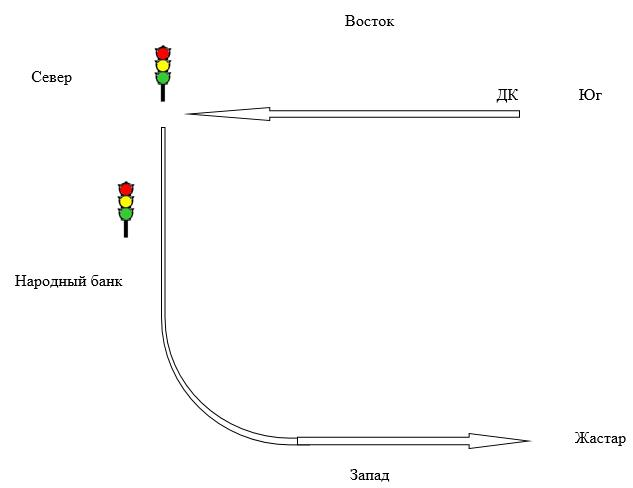 Восток
Север
ДК
Юг
Народный банк
Жастар
Запад